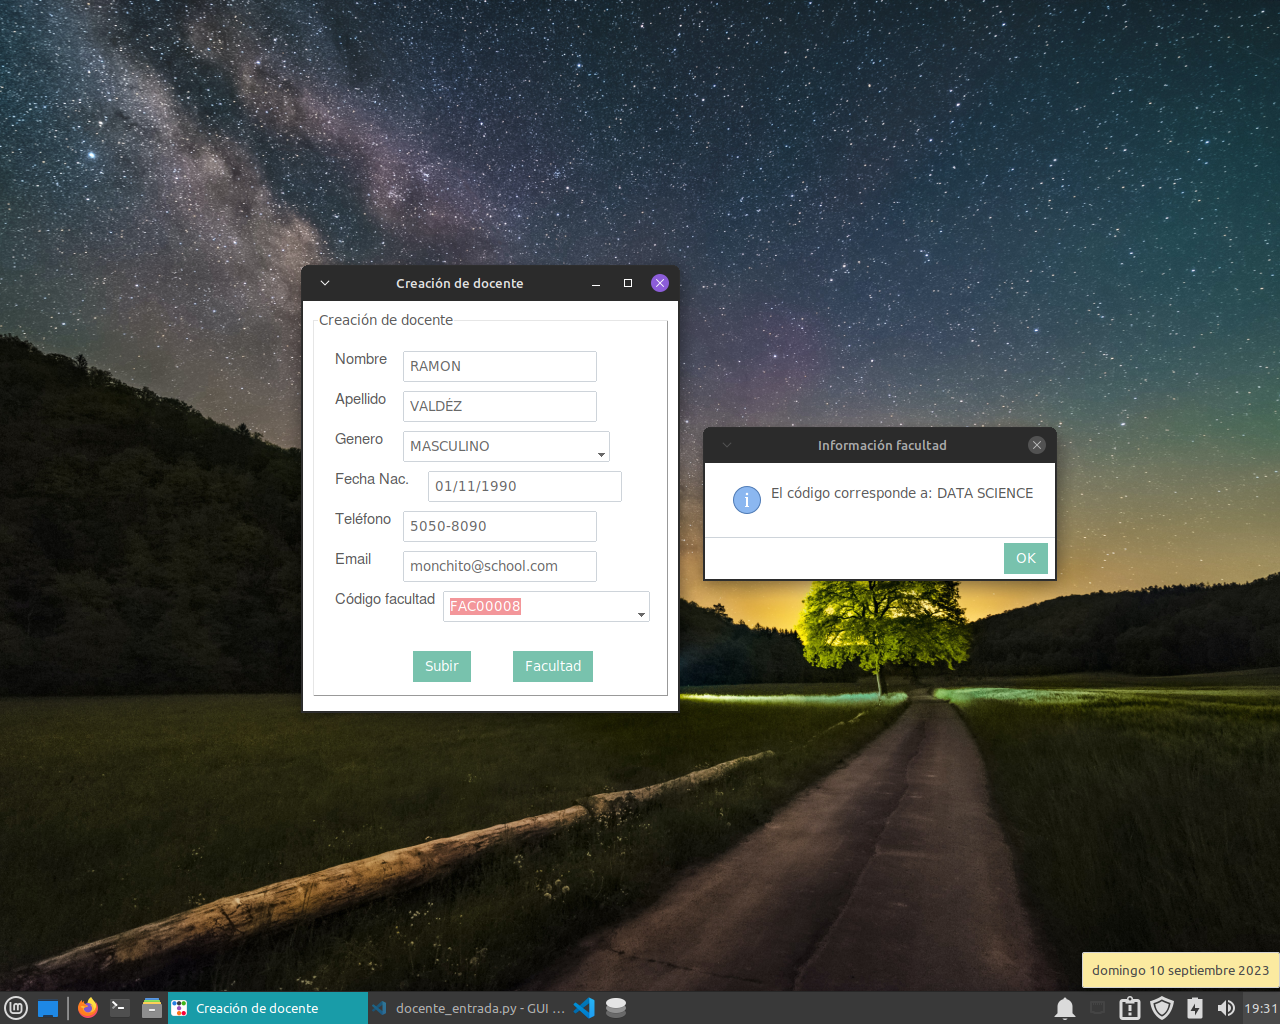 Creación de docente
Creación de docente
Nombre
RAMON
Apellido
VALDÉZ
Genero
MASCULINO
Fecha Nac.
01/11/1990
Teléfono
5050-8090
Email
monchito@school.com
Código facultad
FAC00008
Subir
Facultad
Información facultad
El código corresponde a: DATA SCIENCE
OK
domingo 10 septiembre 2023
Creación de docente
docente_entrada.py - GUI ...
19:31